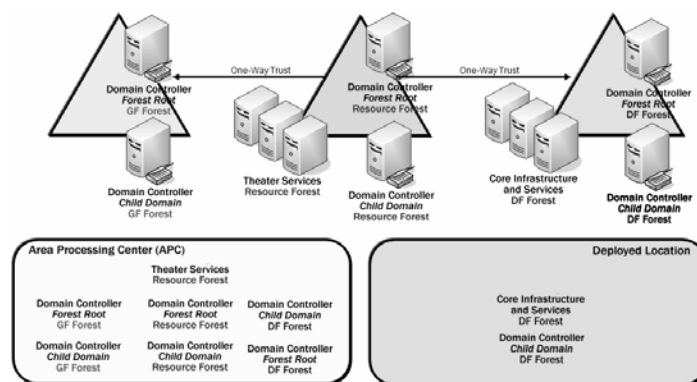 One-Way Trust
One-Way Trust
Domain Controller
Forest Root
GF Forest
Domain Controller
Forest Root
Resource Forest
Domain Controller
Forest Root
DF Forest
Domain Controller
Child Domain
GF Forest
Theater Services
Resource Forest
Domain Controller
Child Domain
Resource Forest
Core Infrastructure
and Services
DF Forest
Domain Controller
Child Domain
DF Forest
Area Processing Center (APC)
Theater Services
Resource Forest
Domain Controller
Forest Root
GF Forest
Domain Controller
Forest Root
Resource Forest
Domain Controller
Child Domain
DF Forest
Domain Controller
Child Domain
GF Forest
Domain Controller
Child Domain
Resource Forest
Domain Controller
Forest Root
DF Forest
Deployed Location
Core Infrastructure
and Services
DF Forest
Domain Controller
Child Domain
DF Forest